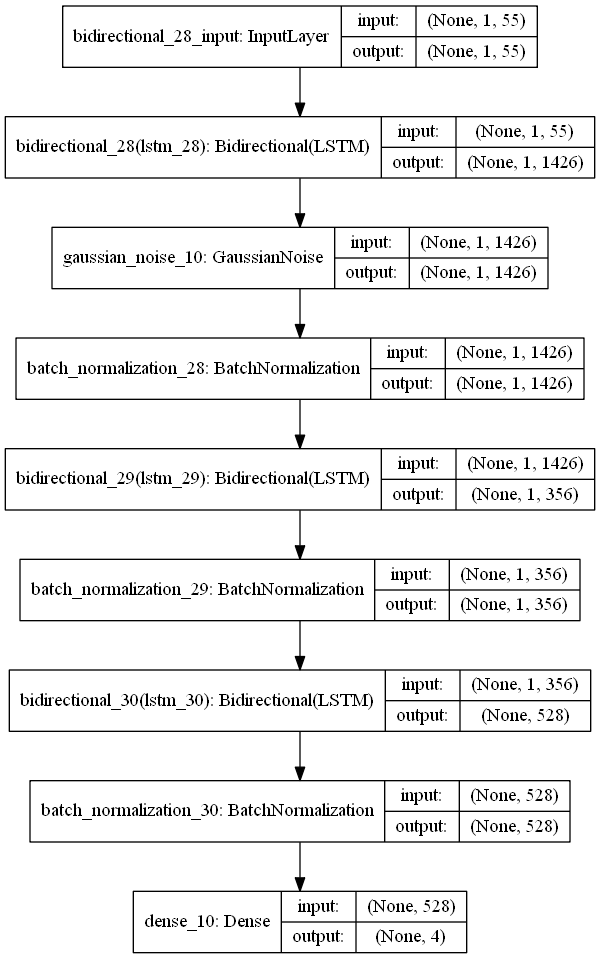 bidirectional_28_input: InputLayer
input: (None, 1, 55)
output: (None, 1, 55)
bidirectional_28(lstm_28): Bidirectional(LSTM)
input: (None, 1, 55)
output: (None, 1, 1426)
gaussian_noise_10: GaussianNoise
input: (None, 1, 1426)
output: (None, 1, 1426)
batch_normalization_28: BatchNormalization
input: (None, 1, 1426)
output: (None, 1, 1426)
bidirectional_29(lstm_29): Bidirectional(LSTM)
input: (None, 1, 1426)
output: (None, 1, 356)
batch_normalization_29: BatchNormalization
input: (None, 1, 356)
output: (None, 1, 356)
bidirectional_30(lstm_30): Bidirectional(LSTM)
input: (None, 1, 356)
output: (None, 528)
batch_normalization_30: BatchNormalization
input: (None, 528)
output: (None, 528)
dense_10: Dense
input: (None, 528)
output: (None, 4)